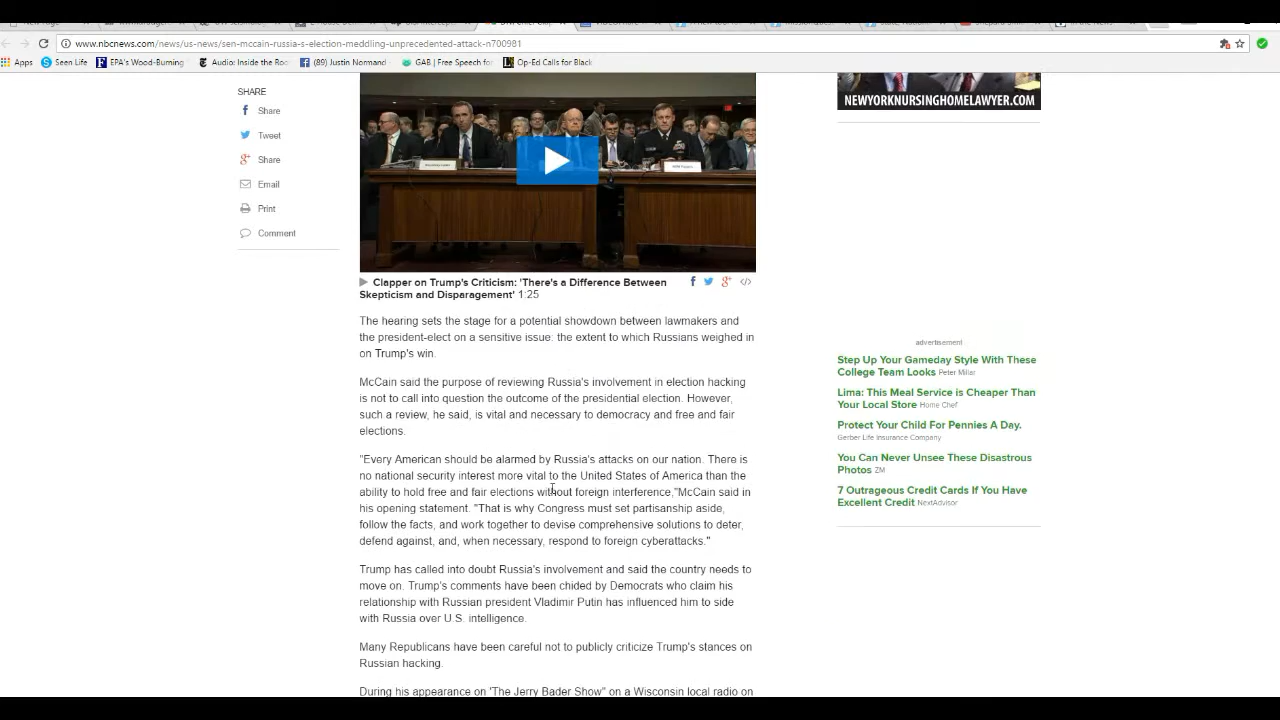 www.nbcnews.com/news/us-news/sen-mccain-russia-s-election-meddling-unprecedented-attack-n700981
Apps Seen Life EPA's Wood-Burning Audio: Inside the Roo (89) Justin Normand GAB | Free Speech for Op-Ed Calls for Black
NEWYORKNURSINGHOMELAWYER.COM
SHARE
Share
Tweet
Share
Email
Print
Comment
Clapper on Trump's Criticism: 'There's a Difference Between
Skepticism and Disparagement' 1:25
The hearing sets the stage for a potential showdown between lawmakers and
the president-elect on a sensitive issue: the extent to which Russians weighed in
on Trump's win.
McCain said the purpose of reviewing Russia's involvement in election hacking
is not to call into question the outcome of the presidential election. However,
such a review, he said, is vital and necessary to democracy and free and fair
elections.
"Every American should be alarmed by Russia's attacks on our nation. There is
no national security interest more vital to the United States of America than the
ability to hold free and fair elections without foreign interference,"McCain said in
his opening statement. "That is why Congress must set partisanship aside,
follow the facts, and work together to devise comprehensive solutions to deter,
defend against, and, when necessary, respond to foreign cyberattacks."
Trump has called into doubt Russia's involvement and said the country needs to
move on. Trump's comments have been chided by Democrats who claim his
relationship with Russian president Vladimir Putin has influenced him to side
with Russia over U.S. intelligence.
Many Republicans have been careful not to publicly criticize Trump's stances on
Russian hacking.
During his appearance on 'The Jerry Bader Show" on a Wisconsin local radio on
advertisement
Step Up Your Gameday Style With These
College Team Looks Peter Millar
Lima: This Meal Service is Cheaper Than
Your Local Store Home Chef
Protect Your Child For Pennies A Day.
Gerber Life Insurance Company
You Can Never Unsee These Disastrous
Photos ZM
7 Outrageous Credit Cards If You Have
Excellent Credit NextAdvisor